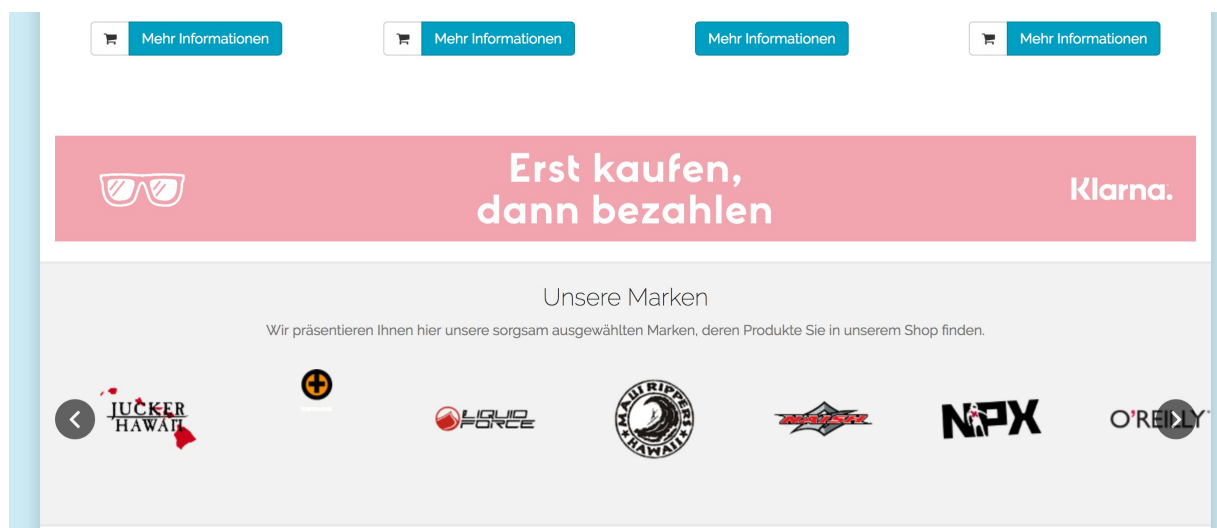 Mehr Informationen
Mehr Informationen
Mehr Informationen
Mehr Informationen
Erst kaufen,
dann bezahlen
Klarna.
Unsere Marken
Wir präsentieren Ihnen hier unsere sorgsam ausgewählten Marken, deren Produkte Sie in unserem Shop finden.
JUCKER
HAWAII
LIQUID
FORCE
MAUI RIPPERS
HAWAII
NAISH
NPX
O'REILLY